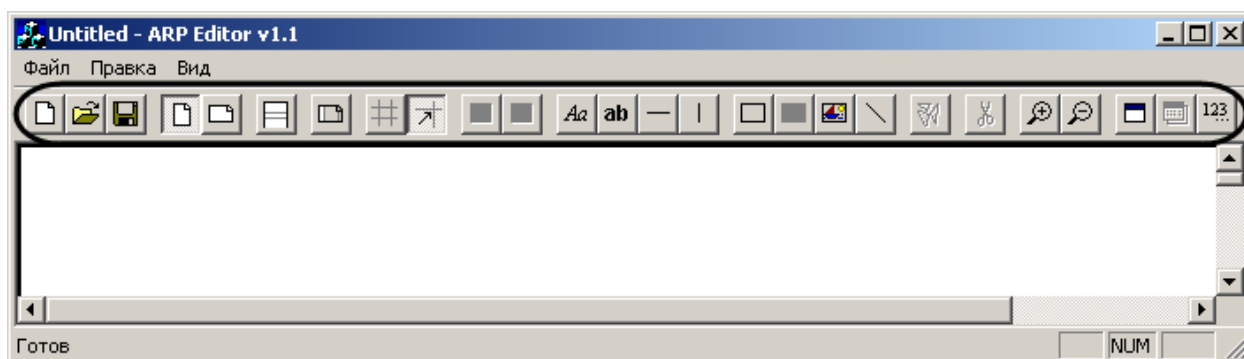 Untitled - ARP Editor v1.1
Файл Правка Вид
Aa ab 123
Готов NUM